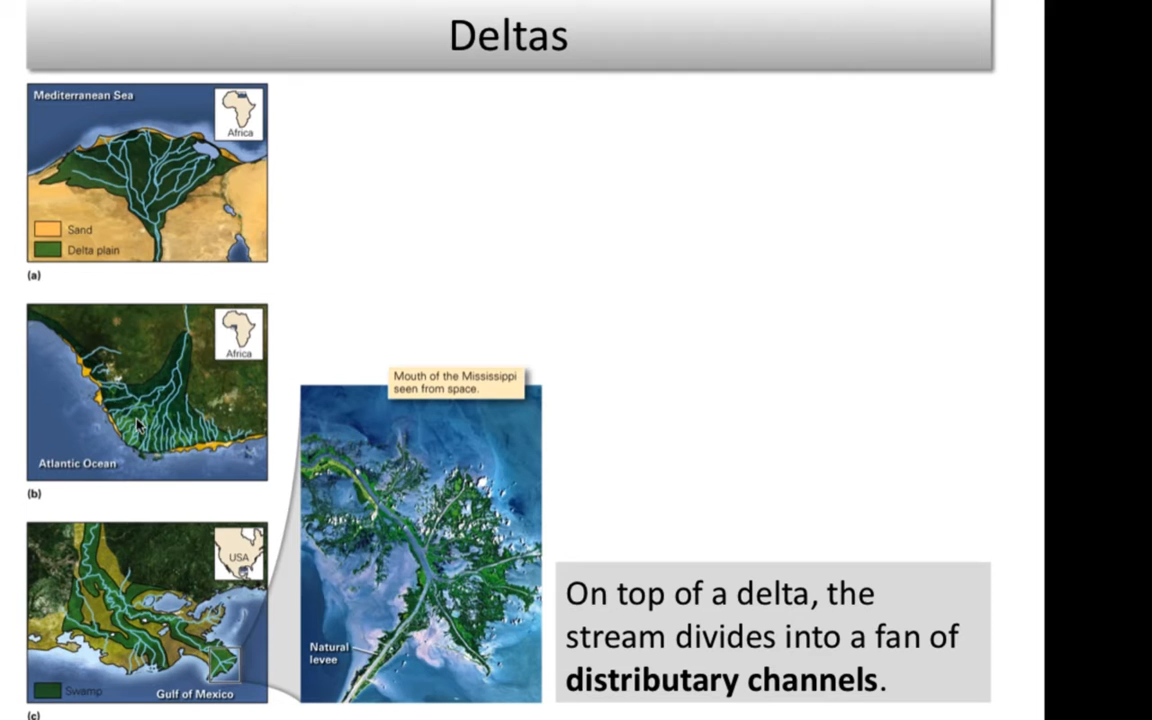 Deltas
Mediterranean Sea
Africa
Sand
Delta plain
(a)
Africa
Atlantic Ocean
(b)
USA
Swamp
Gulf of Mexico
(c)
Mouth of the Mississippi
seen from space.
Natural
levee
On top of a delta, the
stream divides into a fan of
distributary channels.